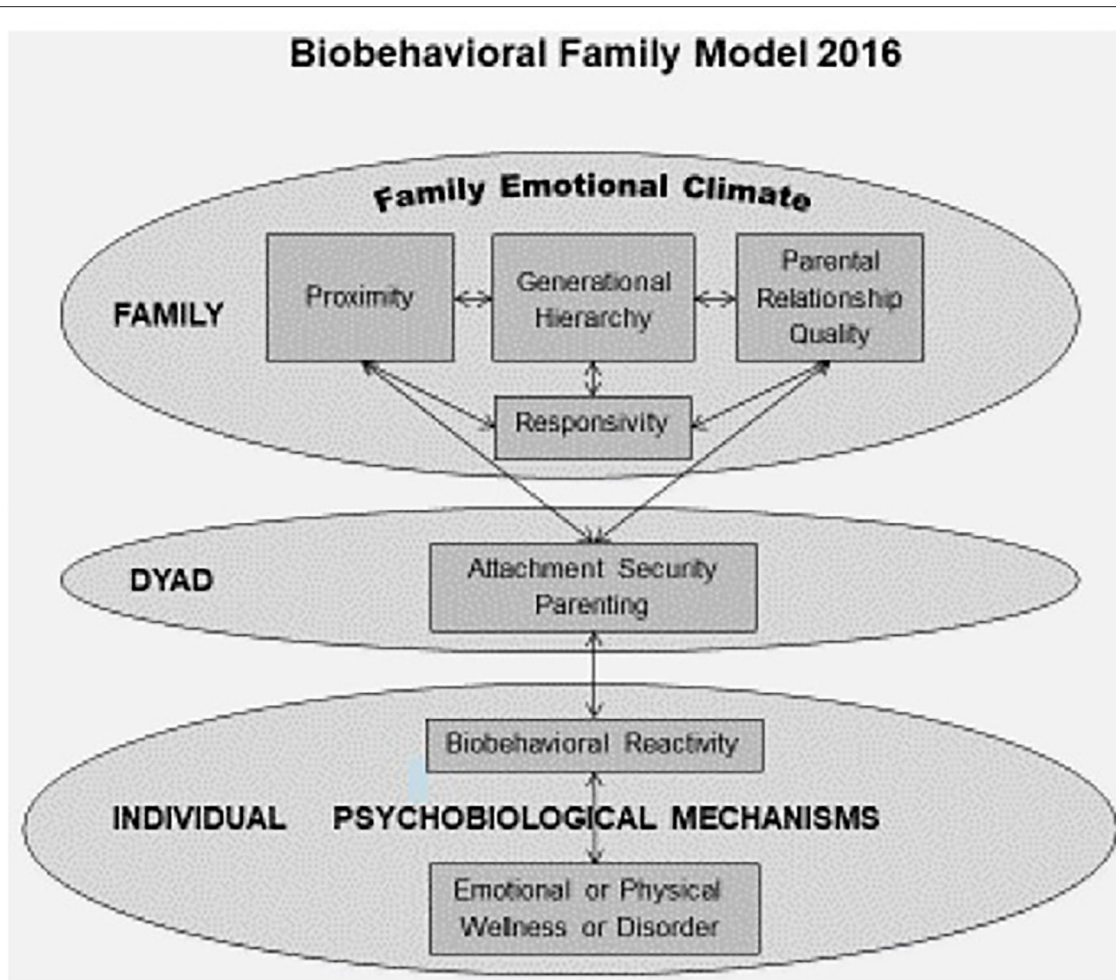 Biobehavioral Family Model 2016
Family Emotional Climate
FAMILY
Proximity
Generational
Hierarchy
Parental
Relationship
Quality
Responsivity
DYAD
Attachment Security
Parenting
Biobehavioral Reactivity
INDIVIDUAL PSYCHOBIOLOGICAL MECHANISMS
Emotional or Physical
Wellness or Disorder